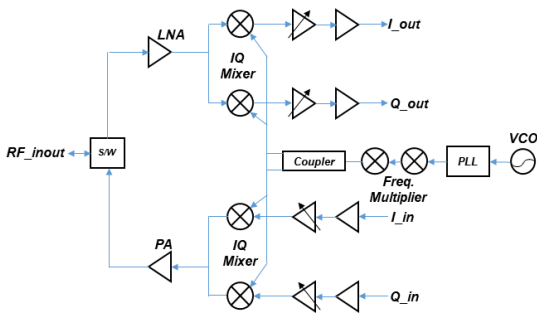 LNA
I_out
IQ
Mixer
Q_out
RF_inout
S/W
Coupler
Freq.
Multiplier
PLL
VCO
PA
IQ
Mixer
I_in
Q_in